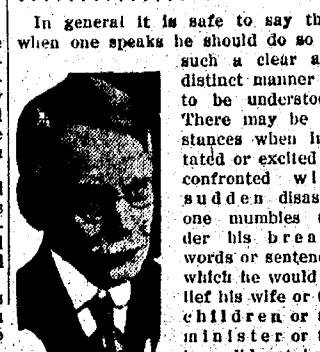 In general it is safe to say th
when one speaks he should do so
such a clear a
distinct manner
to be understoo
There may be
stances when ir
tated or excited
confronted wi
sudden disas
one mumbles
der his brea
words or senten
which he would
lief his wife or
children or
minister or